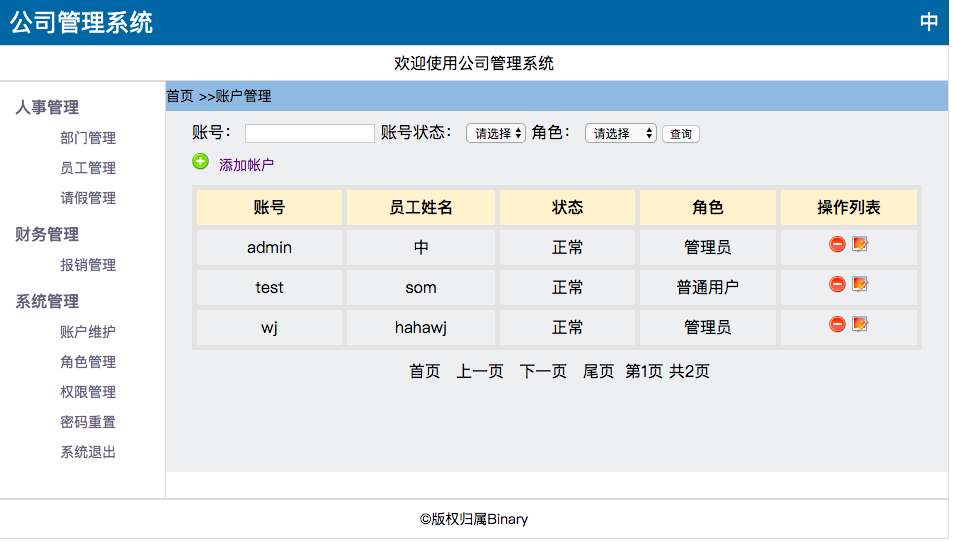 公司管理系统 中
欢迎使用公司管理系统
人事管理
部门管理
员工管理
请假管理
财务管理
报销管理
系统管理
账户维护
角色管理
权限管理
密码重置
系统退出
首页 >>账户管理
账号： 账号状态： 请选择 角色： 请选择 查询
添加帐户
账号 员工姓名 状态 角色 操作列表
admin 中 正常 管理员
test som 正常 普通用户
wj hahawj 正常 管理员
首页 上一页 下一页 尾页 第1页 共2页
©版权归属Binary